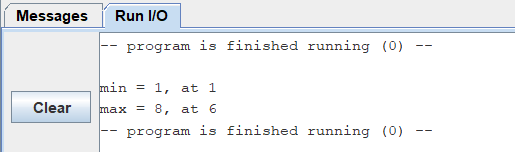 Messages Run I/O
-- program is finished running (0) --
min = 1, at 1
Clear
max = 8, at 6
-- program is finished running (0) --